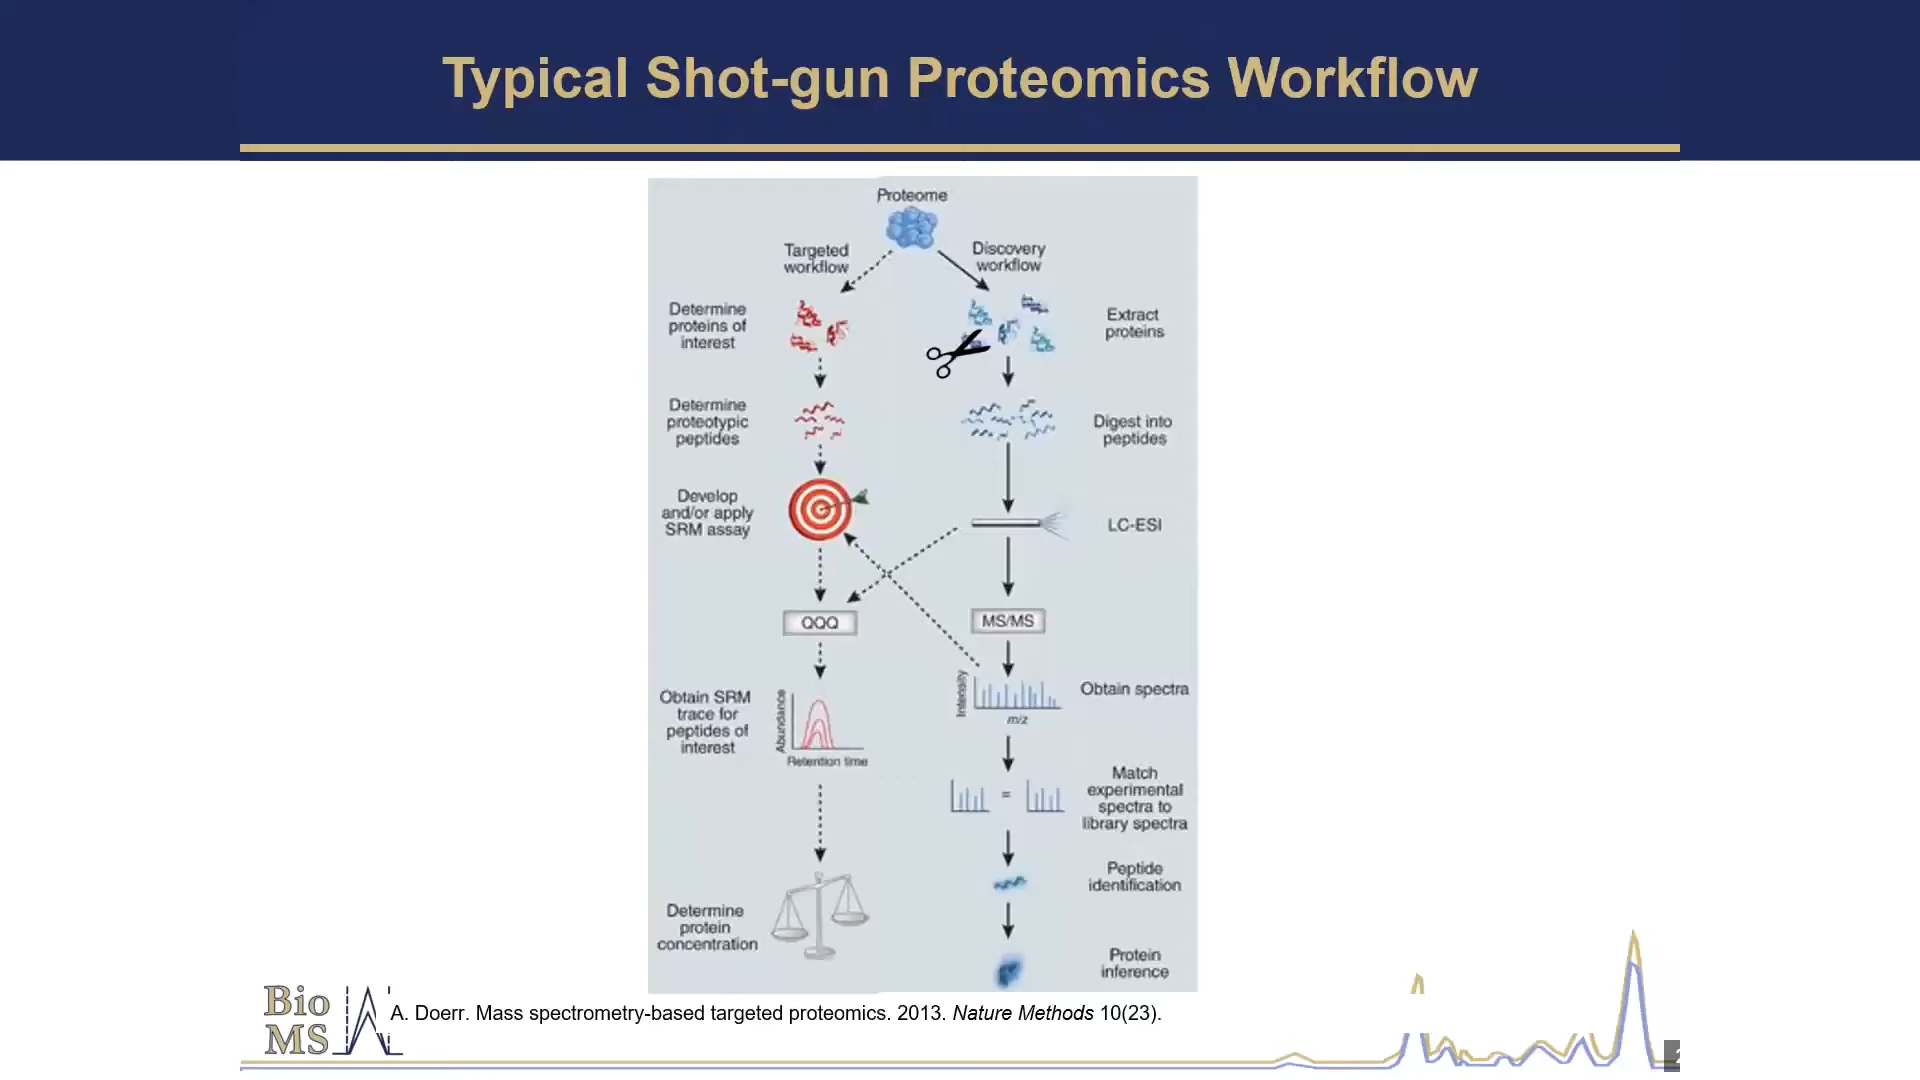 Typical Shot-gun Proteomics Workflow
Proteome
Targeted
workflow
Discovery
workflow
Determine
proteins of
interest
Extract
proteins
Determine
proteotypic
peptides
Digest into
peptides
Develop
and/or apply
SRM assay
LC-ESI
QQQ
MS/MS
Obtain SRM
trace for
peptides of
interest
Abundance
Retention time
Intensity
m/z
Obtain spectra
=
Match
experimental
spectra to
library spectra
Peptide
identification
Determine
protein
concentration
Protein
inference
Bio
MS
A. Doerr. Mass spectrometry-based targeted proteomics. 2013. Nature Methods 10(23).